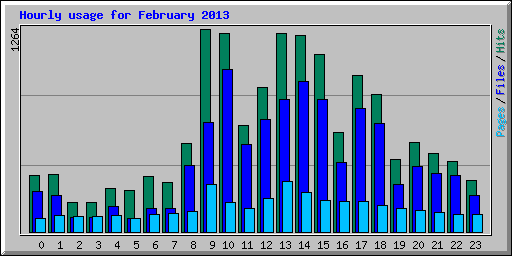 Hourly usage for February 2013
1264
Pages / Files / Hits
0 1 2 3 4 5 6 7 8 9 10 11 12 13 14 15 16 17 18 19 20 21 22 23